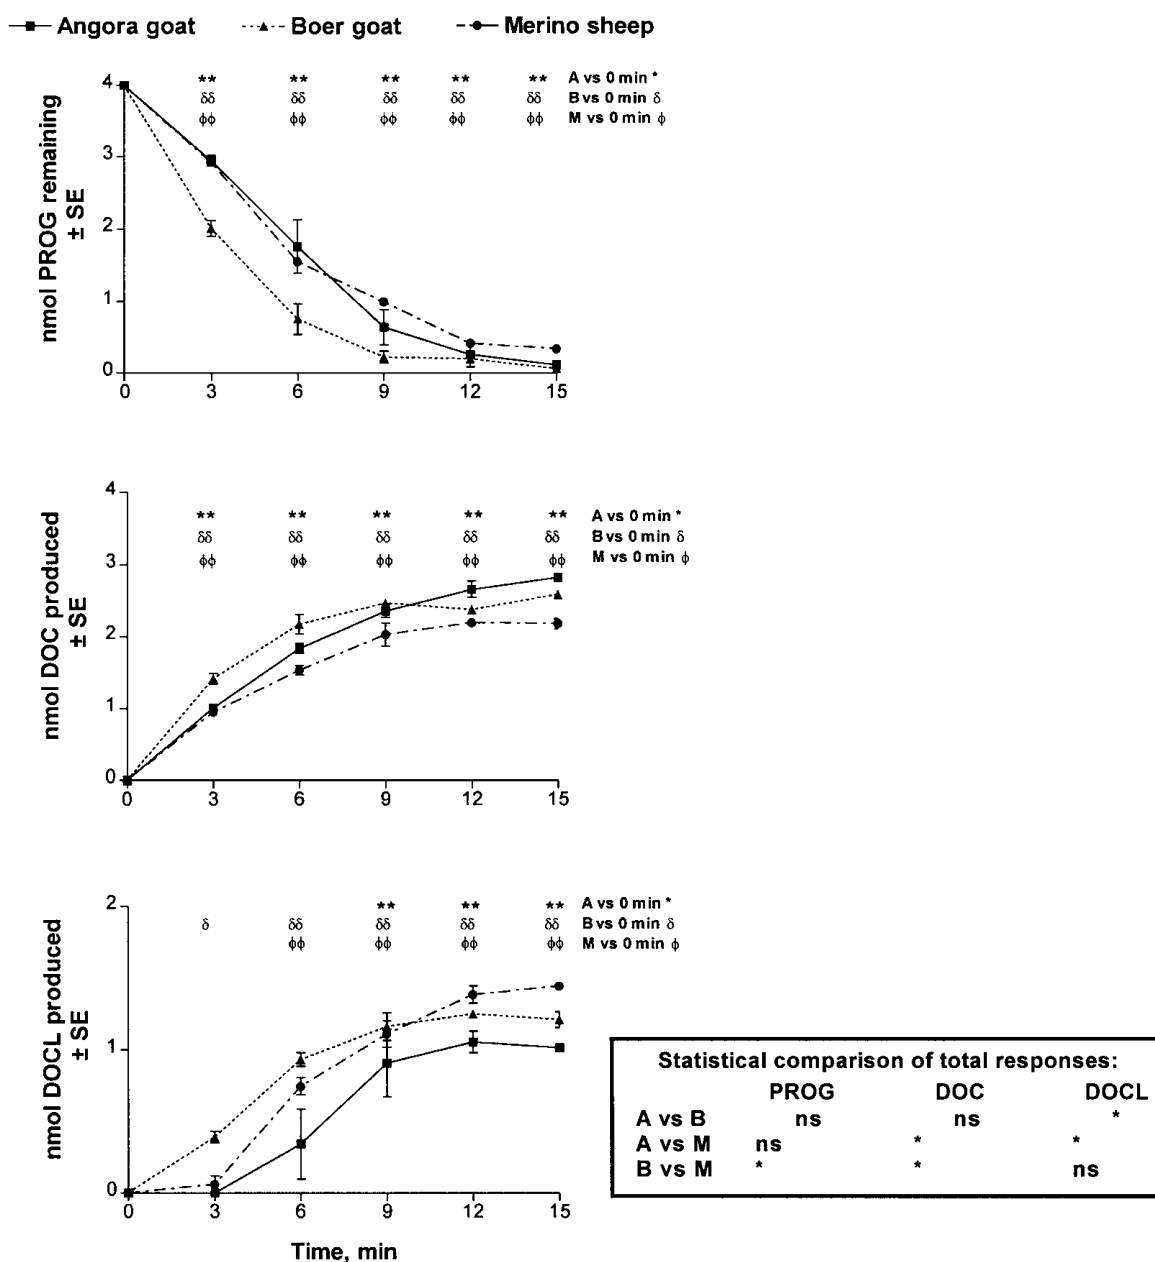 Angora goat Boer goat Merino sheep
** ** ** ** ** A vs 0 min *
δδ δδ δδ δδ δδ B vs 0 min δ
ϕϕ ϕϕ ϕϕ ϕϕ ϕϕ M vs 0 min ϕ
nmol PROG remaining
± SE
4
3
2
1
0
0 3 6 9 12 15
** ** ** ** ** A vs 0 min *
δδ δδ δδ δδ δδ B vs 0 min δ
ϕϕ ϕϕ ϕϕ ϕϕ ϕϕ M vs 0 min ϕ
nmol DOC produced
± SE
4
3
2
1
0
0 3 6 9 12 15
** ** ** A vs 0 min *
δ δδ δδ δδ δδ B vs 0 min δ
ϕϕ ϕϕ ϕϕ ϕϕ M vs 0 min ϕ
nmol DOCL produced
± SE
2
1
0
0 3 6 9 12 15
Time, min
Statistical comparison of total responses:
PROG DOC DOCL
A vs B ns ns *
A vs M ns * *
B vs M * * ns